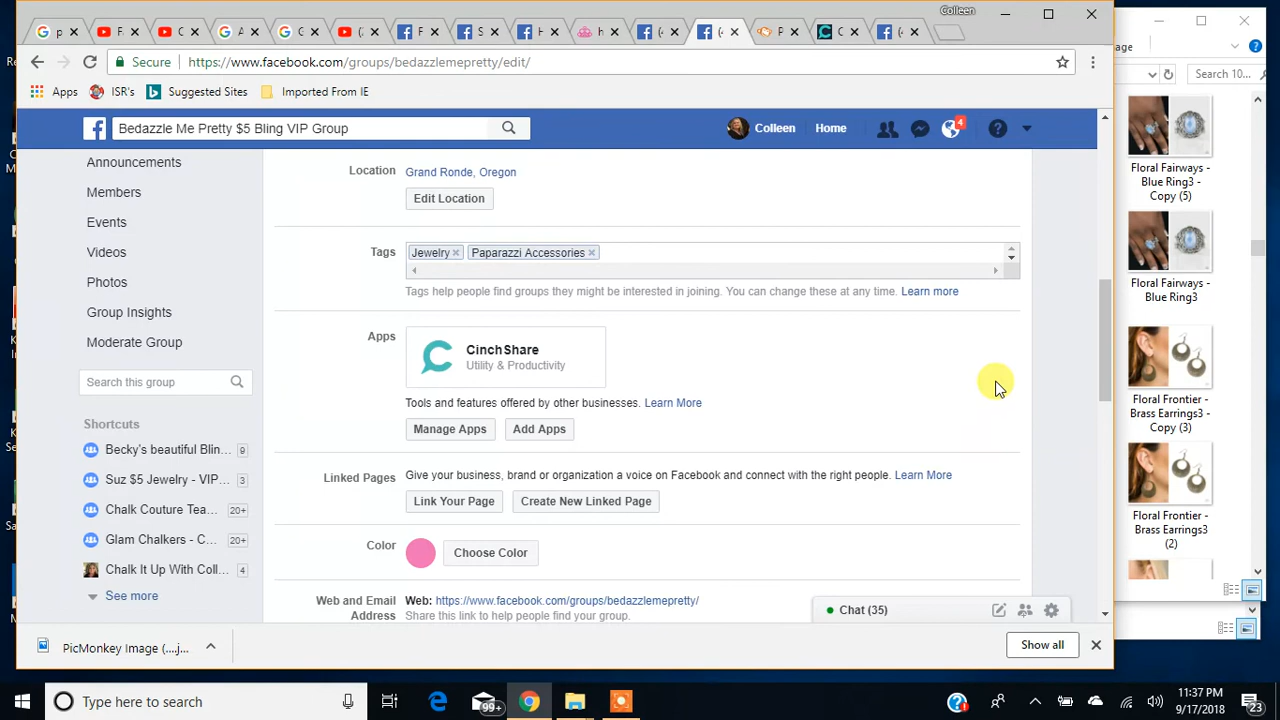 Colleen
Secure https://www.facebook.com/groups/bedazzlemepretty/edit/
Apps ISR's Suggested Sites Imported From IE
Search 10...
Bedazzle Me Pretty $5 Bling VIP Group
Colleen Home 4
Announcements
Members
Events
Videos
Photos
Group Insights
Moderate Group
Search this group
Shortcuts
Becky's beautiful Blin... 9
Suz $5 Jewelry - VIP... 3
Chalk Couture Tea... 20+
Glam Chalkers - C... 20+
Chalk It Up With Coll... 4
See more
Location Grand Ronde, Oregon
Edit Location
Tags Jewelry Paparazzi Accessories
Tags help people find groups they might be interested in joining. You can change these at any time. Learn more
Apps CinchShare
Utility & Productivity
Tools and features offered by other businesses. Learn More
Manage Apps Add Apps
Linked Pages Give your business, brand or organization a voice on Facebook and connect with the right people. Learn More
Link Your Page Create New Linked Page
Color Choose Color
Web and Email Address
Web: https://www.facebook.com/groups/bedazzlemepretty/
Share this link to help people find your group.
Chat (35)
Floral Fairways -
Blue Ring3 -
Copy (5)
Floral Fairways -
Blue Ring3
Floral Frontier -
Brass Earrings3
- Copy (3)
Floral Frontier -
Brass Earrings3
(2)
PicMonkey Image (....j...
Show all
Type here to search
99+
11:37 PM
9/17/2018
23